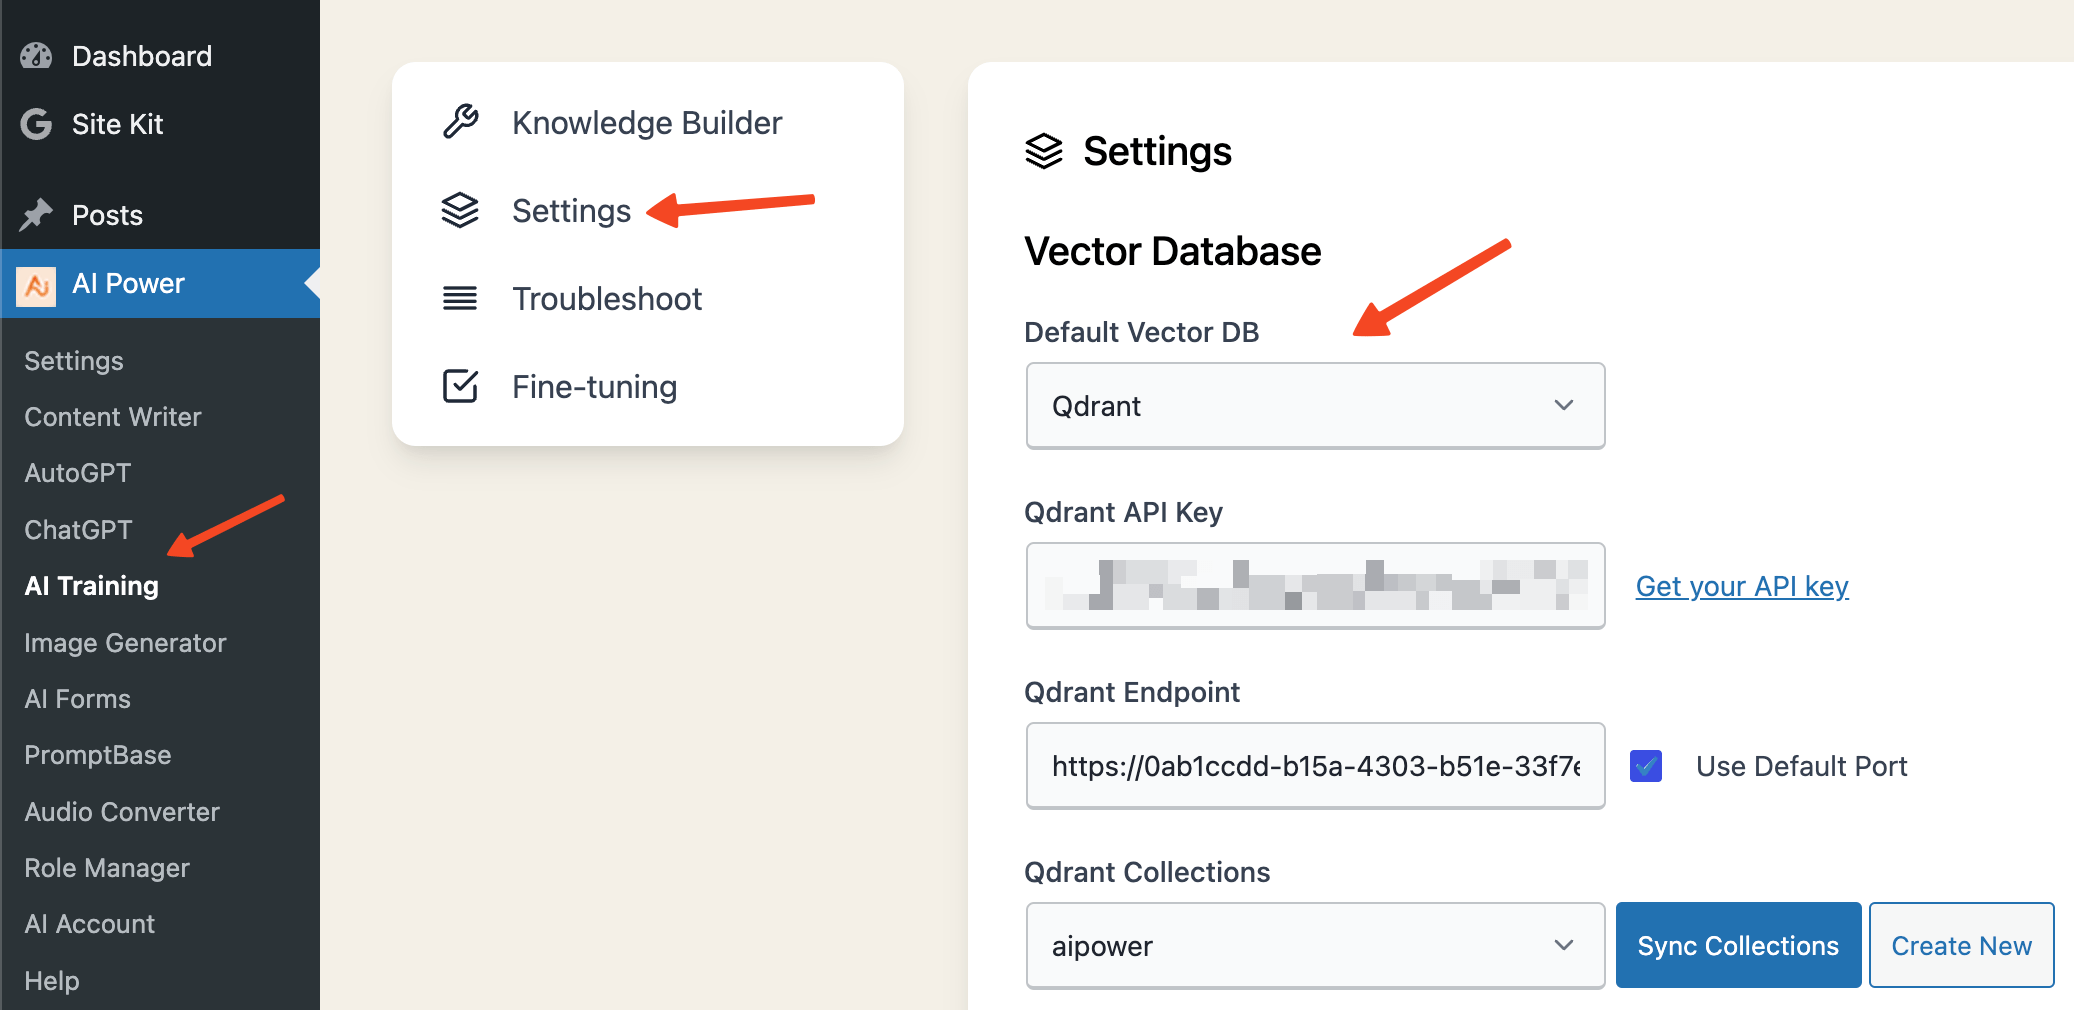 Dashboard
Site Kit
Posts
AI Power
Settings
Content Writer
AutoGPT
ChatGPT
AI Training
Image Generator
AI Forms
PromptBase
Audio Converter
Role Manager
AI Account
Help
Knowledge Builder
Settings
Troubleshoot
Fine-tuning
Settings
Vector Database
Default Vector DB
Qdrant
Qdrant API Key
Get your API key
Qdrant Endpoint
https://0ab1ccdd-b15a-4303-b51e-33f7e
Use Default Port
Qdrant Collections
aipower
Sync Collections
Create New